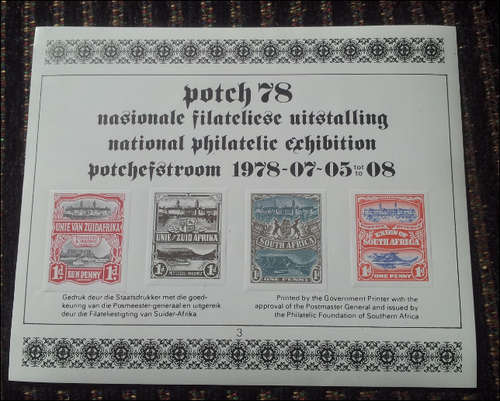 potch 78
nasionale filateliese uitstalling
national philatelic exhibition
potchefstroom 1978-07-05 tot to 08
UNIE VAN ZUIDAFRIKA
1d 1d
EEN PENNY
UNIE VAN ZUID AFRIKA
1d 1d
SOUTH AFRICA
ONE PENNY
UNION OF
SOUTH AFRICA
1d 1d
ONE PENNY
Gedruk deur die Staatsdrukker met die goed-
keuring van die Posmeester-generaal en uitgereik
deur die Filateliestigting van Suider-Afrika
Printed by the Government Printer with the
approval of the Postmaster General and issued by
the Philatelic Foundation of Southern Africa
3